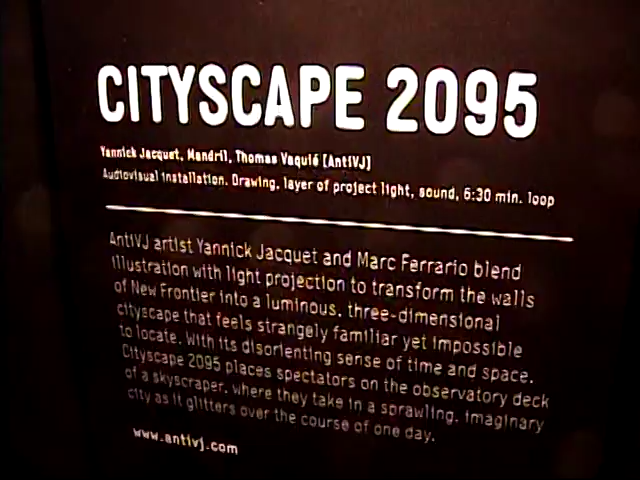 CITYSCAPE 2095
Yannick Jacquet, Mandril, Thomas Vaquié [AntiVJ]
Audiovisual installation. Drawing, layer of project light, sound, 6:30 min. loop
AntiVJ artist Yannick Jacquet and Marc Ferrario blend
illustration with light projection to transform the walls
of New Frontier into a luminous, three-dimensional
cityscape that feels strangely familiar yet impossible
to locate. With its disorienting sense of time and space,
Cityscape 2095 places spectators on the observatory deck
of a skyscraper, where they take in a sprawling, imaginary
city as it glitters over the course of one day.
www.antivj.com